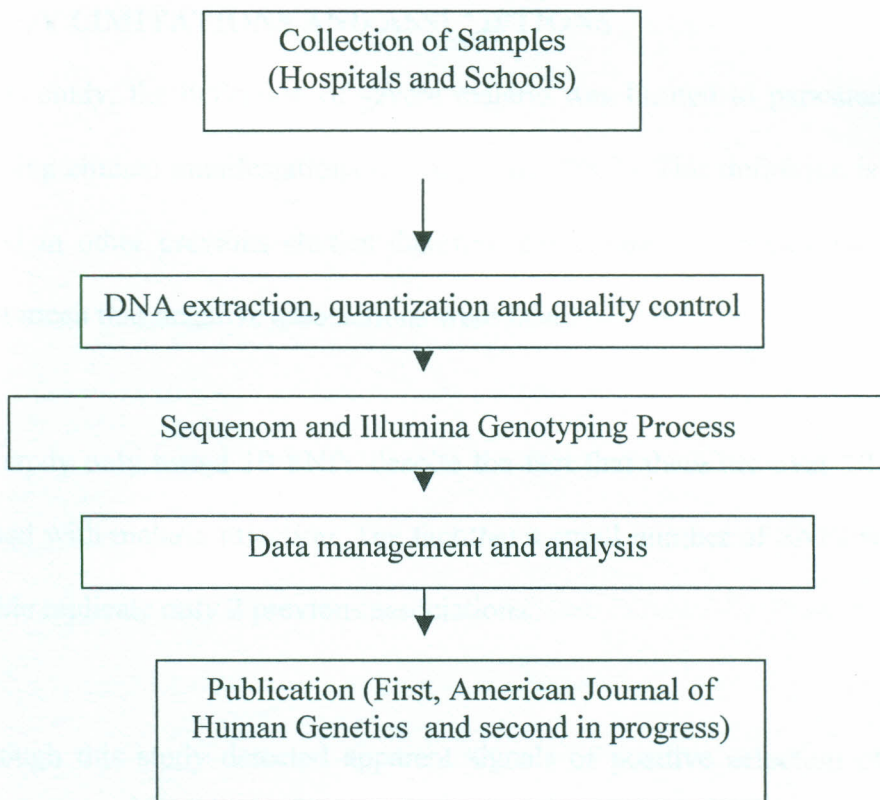 Collection of Samples
(Hospitals and Schools)
DNA extraction, quantization and quality control
Sequenom and Illumina Genotyping Process
Data management and analysis
Publication (First, American Journal of
Human Genetics and second in progress)